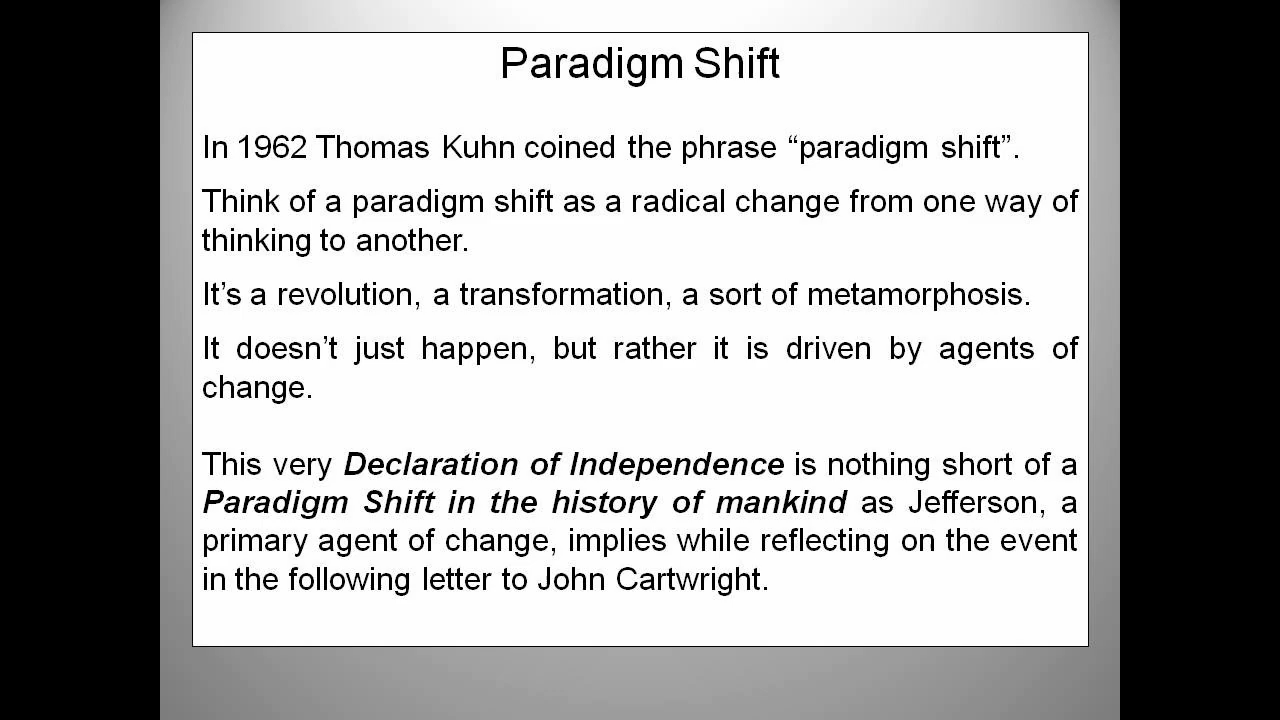 Paradigm Shift
In 1962 Thomas Kuhn coined the phrase “paradigm shift”.
Think of a paradigm shift as a radical change from one way of
thinking to another.
It’s a revolution, a transformation, a sort of metamorphosis.
It doesn’t just happen, but rather it is driven by agents of
change.
This very Declaration of Independence is nothing short of a
Paradigm Shift in the history of mankind as Jefferson, a
primary agent of change, implies while reflecting on the event
in the following letter to John Cartwright.